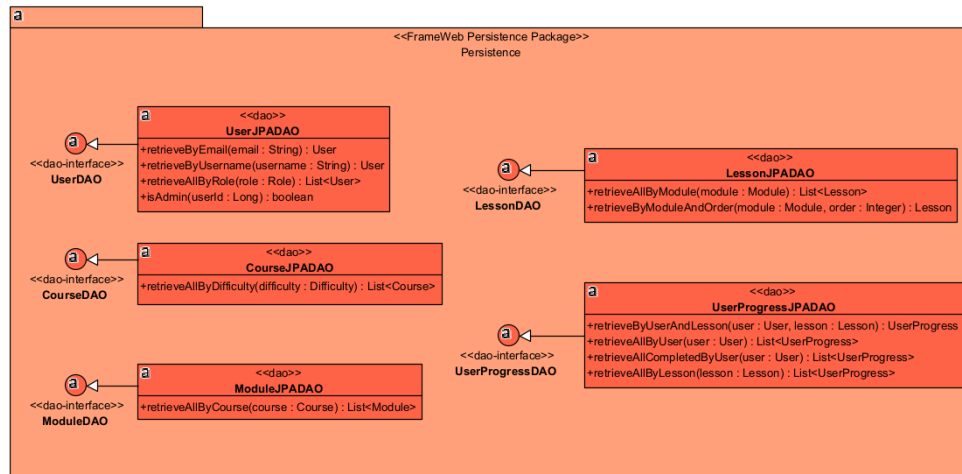 a
<<FrameWeb Persistence Package>>
Persistence
a
<<dao>>
UserJPADAO
+retrieveByEmail(email : String) : User
+retrieveByUsername(username : String) : User
+retrieveAllByRole(role : Role) : List<User>
+isAdmin(userId : Long) : boolean
a
<<dao-interface>>
UserDAO
a
<<dao>>
LessonJPADAO
+retrieveAllByModule(module : Module) : List<Lesson>
+retrieveByModuleAndOrder(module : Module, order : Integer) : Lesson
a
<<dao-interface>>
LessonDAO
a
<<dao>>
CourseJPADAO
+retrieveAllByDifficulty(difficulty : Difficulty) : List<Course>
a
<<dao-interface>>
CourseDAO
a
<<dao>>
UserProgressJPADAO
+retrieveByUserAndLesson(user : User, lesson : Lesson) : UserProgress
+retrieveAllByUser(user : User) : List<UserProgress>
+retrieveAllCompletedByUser(user : User) : List<UserProgress>
+retrieveAllByLesson(lesson : Lesson) : List<UserProgress>
a
<<dao-interface>>
UserProgressDAO
a
<<dao>>
ModuleJPADAO
+retrieveAllByCourse(course : Course) : List<Module>
a
<<dao-interface>>
ModuleDAO